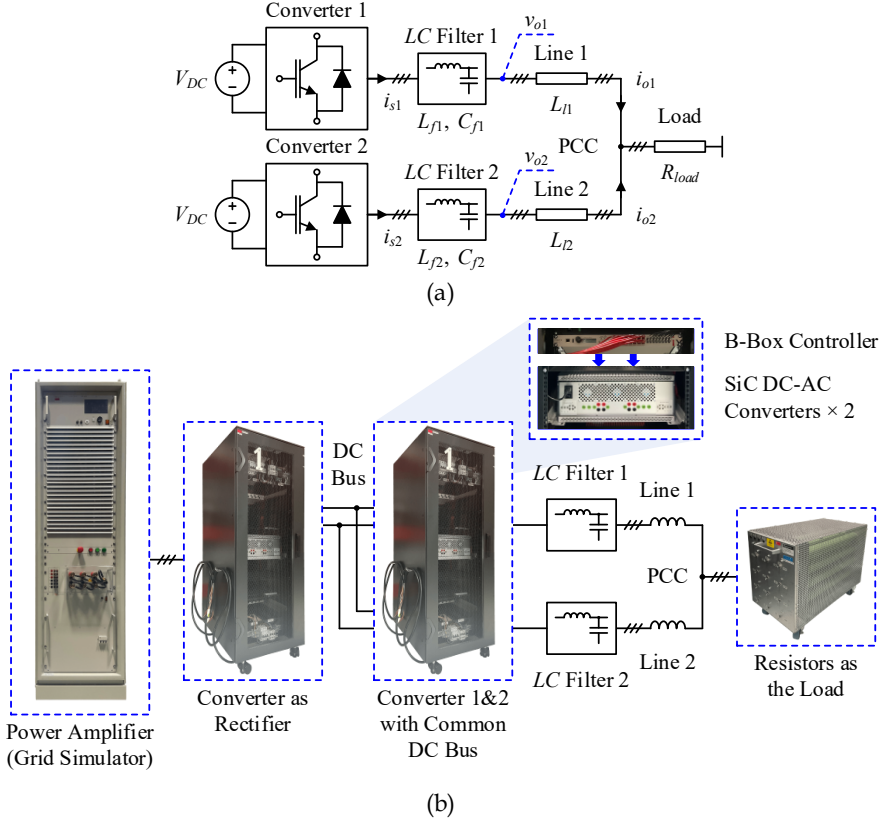 Converter 1
V_DC
i_s1
LC Filter 1
L_f1, C_f1
v_o1
Line 1
L_l1
i_o1
Converter 2
V_DC
i_s2
LC Filter 2
L_f2, C_f2
v_o2
Line 2
L_l2
i_o2
PCC
Load
R_load
(a)
B-Box Controller
SiC DC-AC
Converters × 2
1
DC
Bus
1
LC Filter 1
Line 1
PCC
LC Filter 2
Line 2
Power Amplifier
(Grid Simulator)
Converter as
Rectifier
Converter 1&2
with Common
DC Bus
Resistors as
the Load
(b)